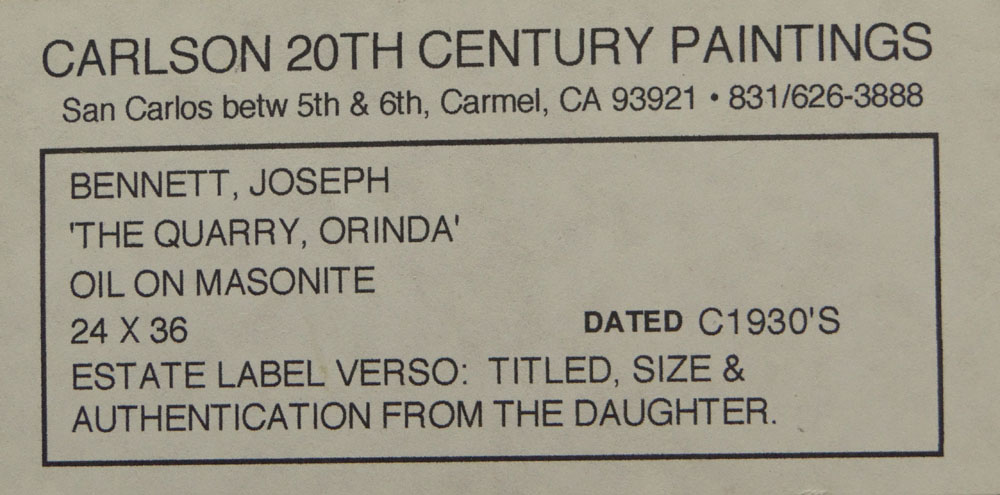 CARLSON 20TH CENTURY PAINTINGS
San Carlos betw 5th & 6th, Carmel, CA 93921 • 831/626-3888
BENNETT, JOSEPH
'THE QUARRY, ORINDA'
OIL ON MASONITE
24 X 36 DATED C1930'S
ESTATE LABEL VERSO: TITLED, SIZE &
AUTHENTICATION FROM THE DAUGHTER.